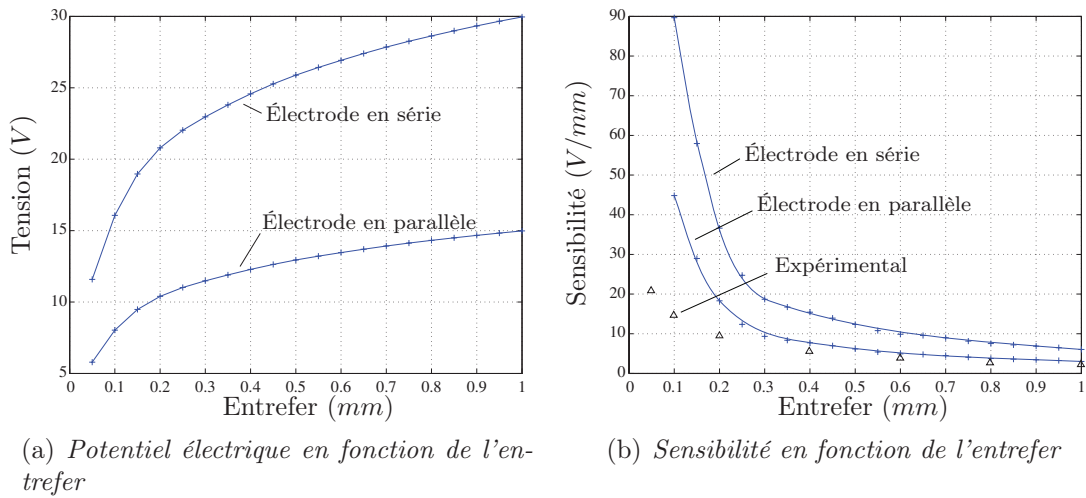 30
25
20
15
10
5
Tension (V)
Électrode en série
Électrode en parallèle
0 0.1 0.2 0.3 0.4 0.5 0.6 0.7 0.8 0.9 1
Entrefer (mm)
(a) Potentiel électrique en fonction de l'en-
trefer
90
80
70
60
50
40
30
20
10
0
Sensibilité (V/mm)
Électrode en série
Électrode en parallèle
Expérimental
0 0.1 0.2 0.3 0.4 0.5 0.6 0.7 0.8 0.9 1
Entrefer (mm)
(b) Sensibilité en fonction de l'entrefer